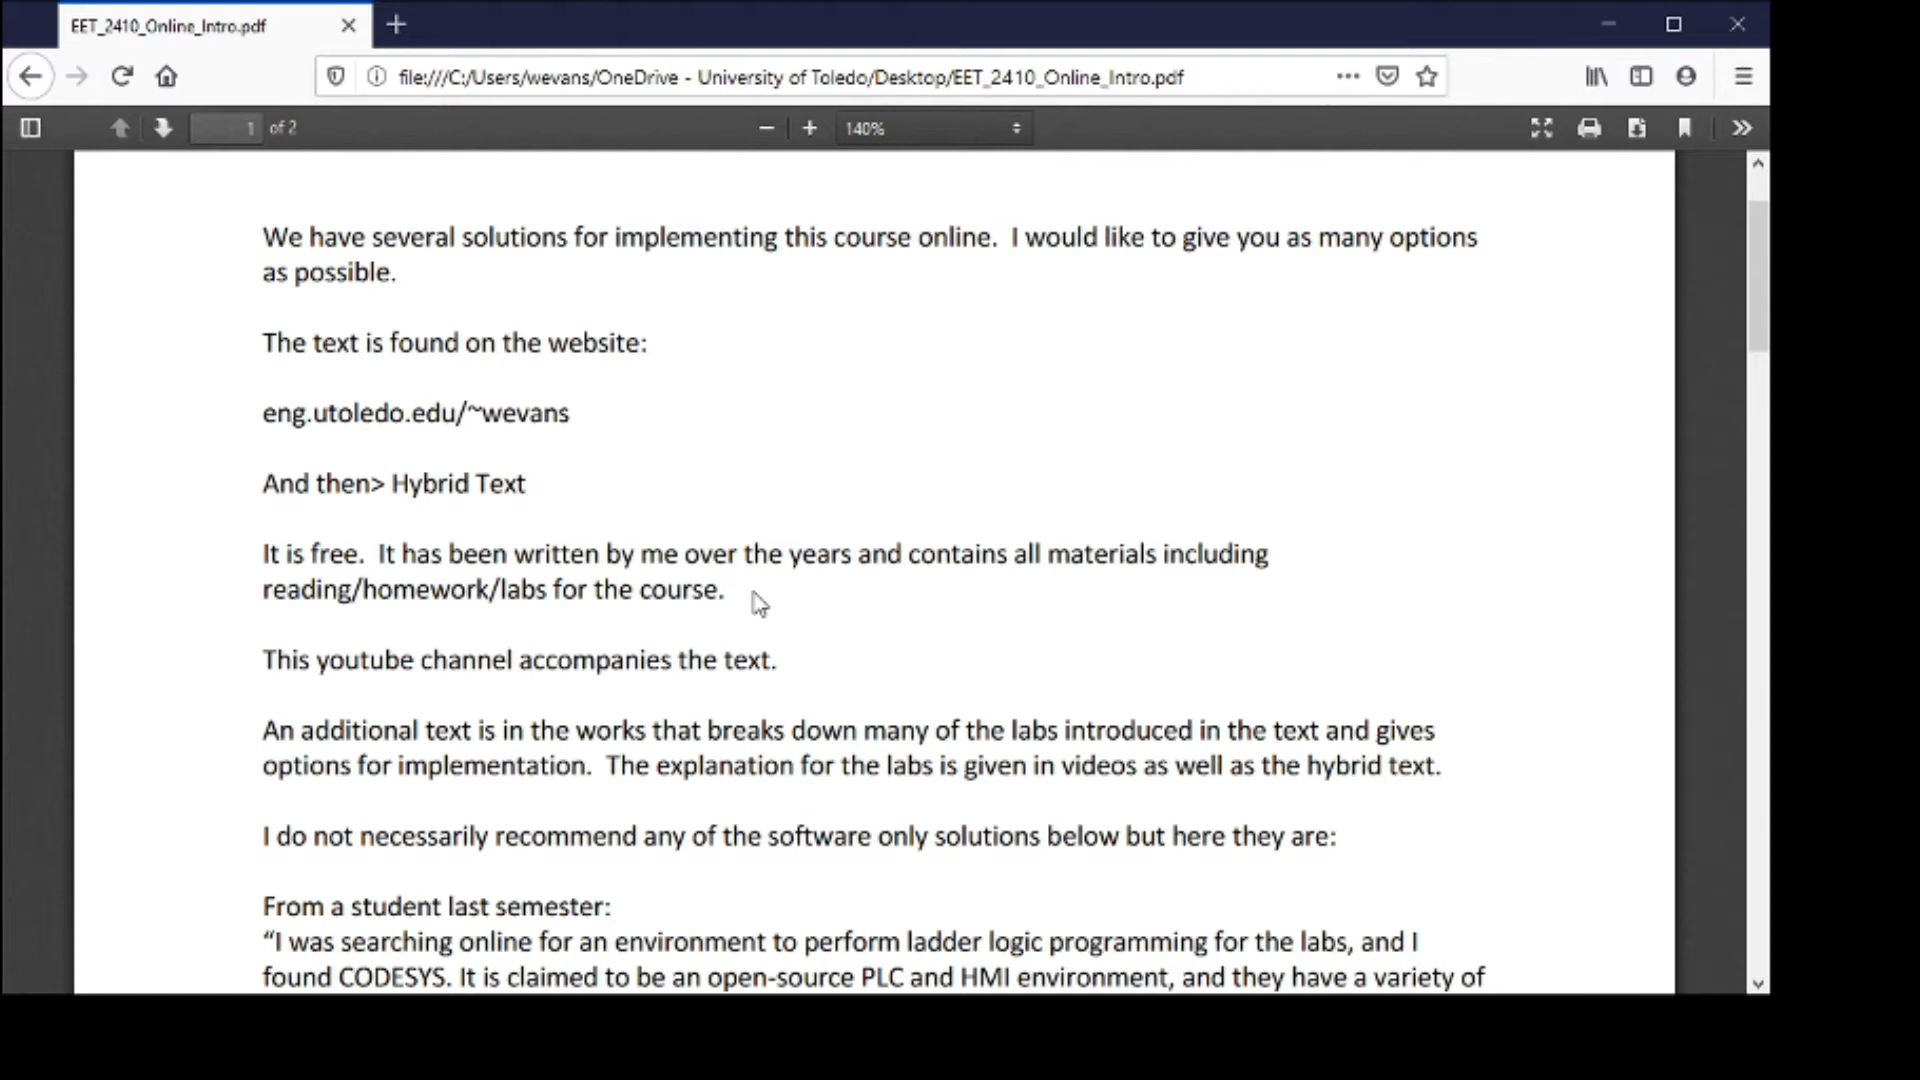 EET_2410_Online_Intro.pdf
file:///C:/Users/wevans/OneDrive - University of Toledo/Desktop/EET_2410_Online_Intro.pdf
1 of 2
140%
We have several solutions for implementing this course online.  I would like to give you as many options
as possible.
The text is found on the website:
eng.utoledo.edu/~wevans
And then> Hybrid Text
It is free.  It has been written by me over the years and contains all materials including
reading/homework/labs for the course.
This youtube channel accompanies the text.
An additional text is in the works that breaks down many of the labs introduced in the text and gives
options for implementation.  The explanation for the labs is given in videos as well as the hybrid text.
I do not necessarily recommend any of the software only solutions below but here they are:
From a student last semester:
“I was searching online for an environment to perform ladder logic programming for the labs, and I
found CODESYS. It is claimed to be an open-source PLC and HMI environment, and they have a variety of